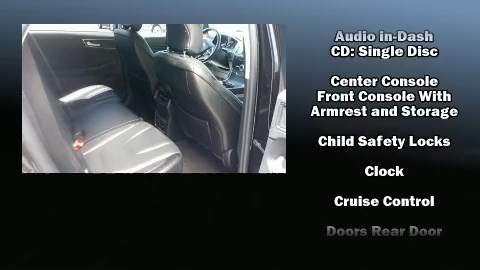 Audio in-Dash
CD: Single Disc
Center Console
Front Console With
Armrest and Storage
Child Safety Locks
Clock
Cruise Control
Doors Rear Door